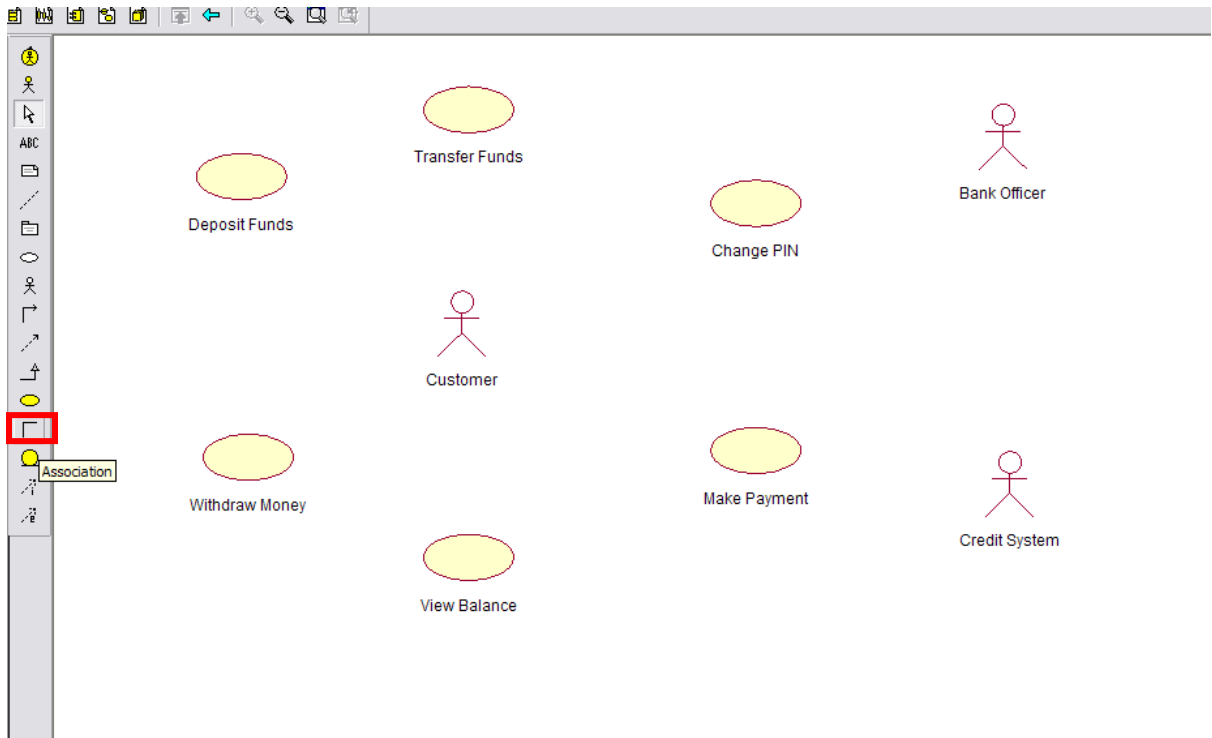 ABC
Transfer Funds
Bank Officer
Deposit Funds
Change PIN
Customer
Association
Make Payment
Withdraw Money
Credit System
View Balance